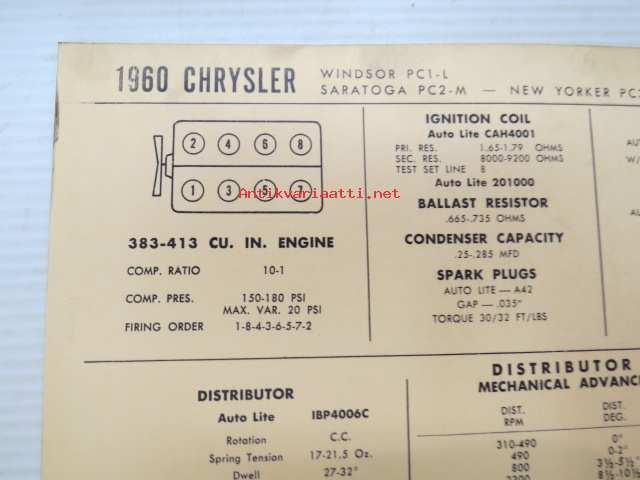 1960 CHRYSLER
WINDSOR PC1-L
SARATOGA PC2-M — NEW YORKER
2 4 6 8
1 3 5 7
Antikvariaatti.net
383-413 CU. IN. ENGINE
COMP. RATIO 10-1
COMP. PRES. 150-180 PSI
MAX. VAR. 20 PSI
FIRING ORDER 1-8-4-3-6-5-7-2
IGNITION COIL
Auto Lite CAH4001
PRI. RES. 1.65-1.79 OHMS
SEC. RES. 8000-9200 OHMS
TEST SET LINE 8
Auto Lite 201000
BALLAST RESISTOR
.665-.735 OHMS
CONDENSER CAPACITY
.25-.285 MFD
SPARK PLUGS
AUTO LITE — A42
GAP — .035"
TORQUE 30/32 FT/LBS
DISTRIBUTOR
Auto Lite IBP4006C
Rotation C.C.
Spring Tension 17-21.5 Oz.
Dwell 27-32°
DISTRIBUTOR
MECHANICAL
DIST. DIST.
RPM DEG.
310-490 0°
490 0-2°
800 3½-5½°